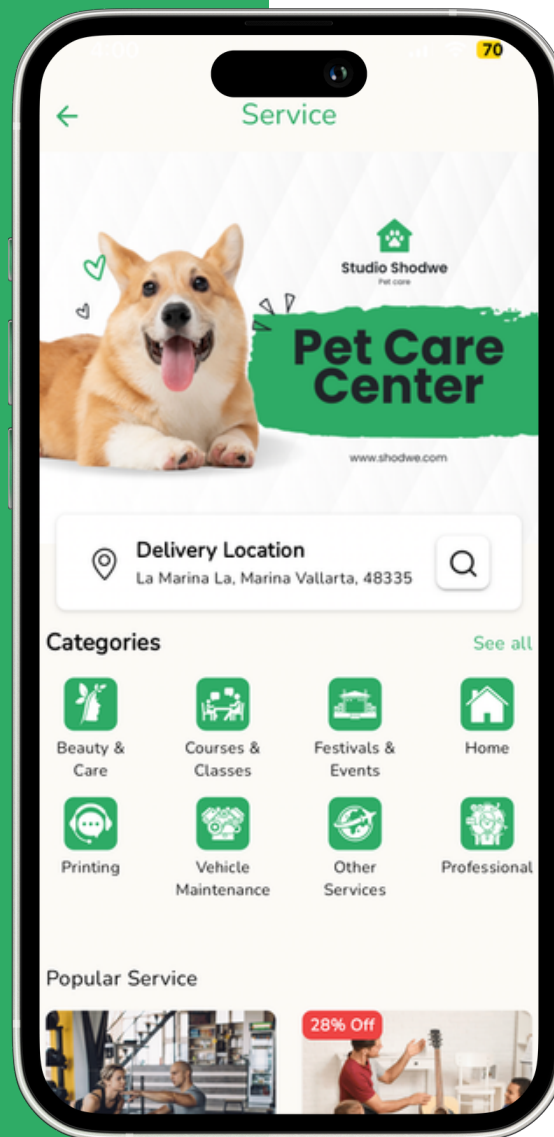 70
Service
Studio Shodwe
Pet care
Pet Care
Center
www.shodwe.com
Delivery Location
La Marina La, Marina Vallarta, 48335
Categories
See all
Beauty &
Care
Courses &
Classes
Festivals &
Events
Home
Printing
Vehicle
Maintenance
Other
Services
Professional
Popular Service
28% Off